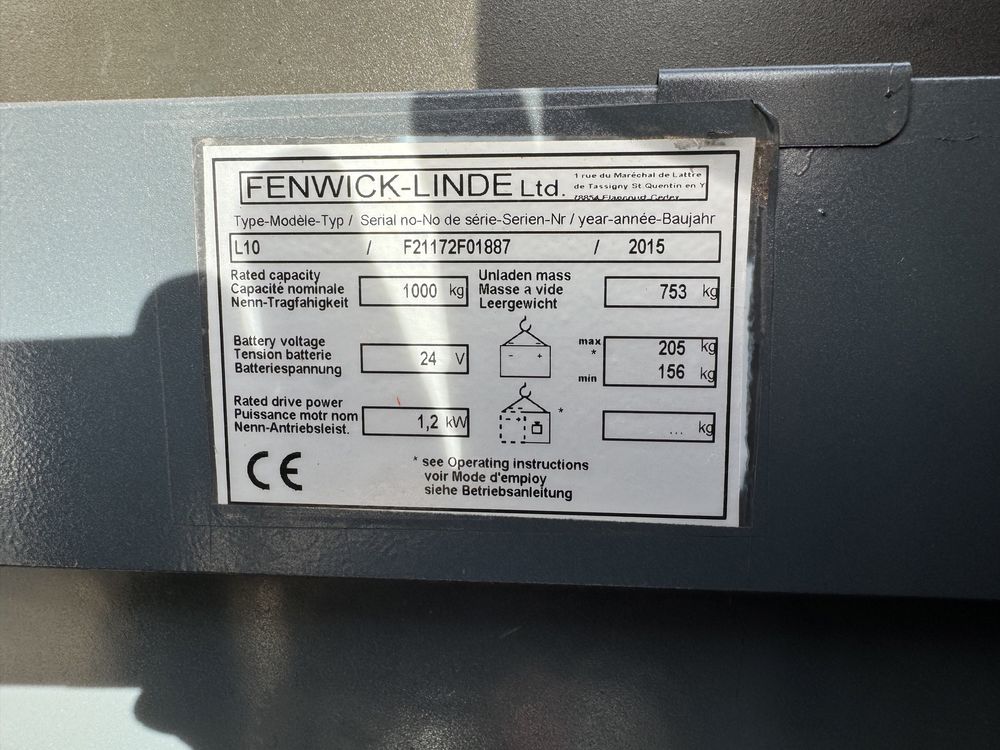 FENWICK-LINDE Ltd.
1 rue du Maréchal de Lattre
de Tassigny St.Quentin en Y
78854 Elancourt Cedex
Type-Modèle-Typ / Serial no-No de série-Serien-Nr / year-année-Baujahr
L10 / F21172F01887 / 2015
Rated capacity
Capacité nominale
Nenn-Tragfahigkeit
1000 kg
Unladen mass
Masse a vide
Leergewicht
753 kg
Battery voltage
Tension batterie
Batteriespannung
24 V
- +
max
*
205 kg
min
156 kg
Rated drive power
Puissance motr nom
Nenn-Antriebsleist.
1,2 kW
*
... kg
CE
* see Operating instructions
voir Mode d'employ
siehe Betriebsanleitung